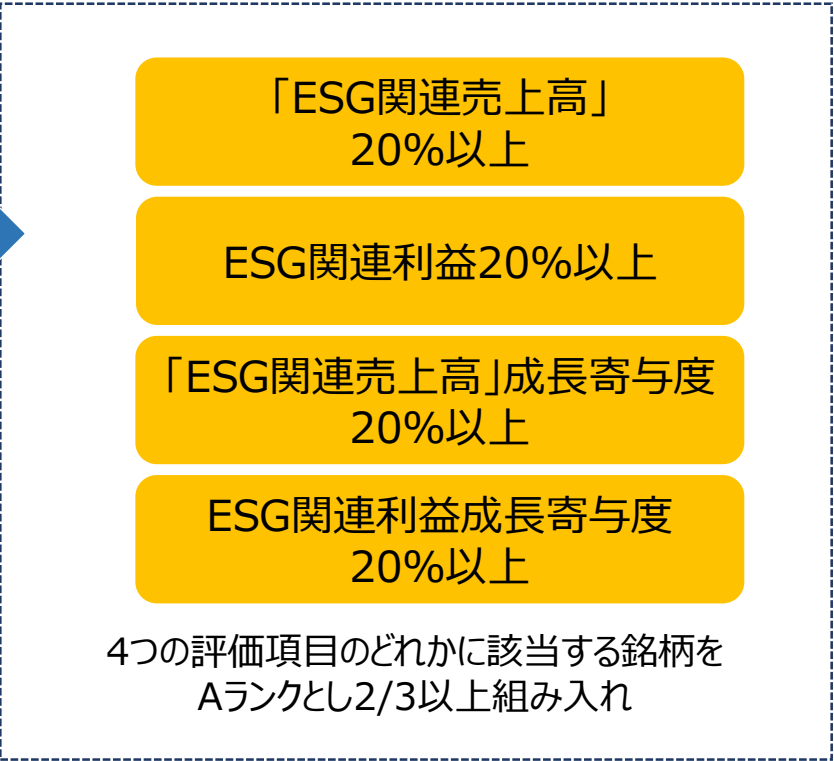 「ESG関連売上高」
20%以上
ESG関連利益20%以上
「ESG関連売上高」成長寄与度
20%以上
ESG関連利益成長寄与度
20%以上
4つの評価項目のどれかに該当する銘柄を
Aランクとし2/3以上組み入れ